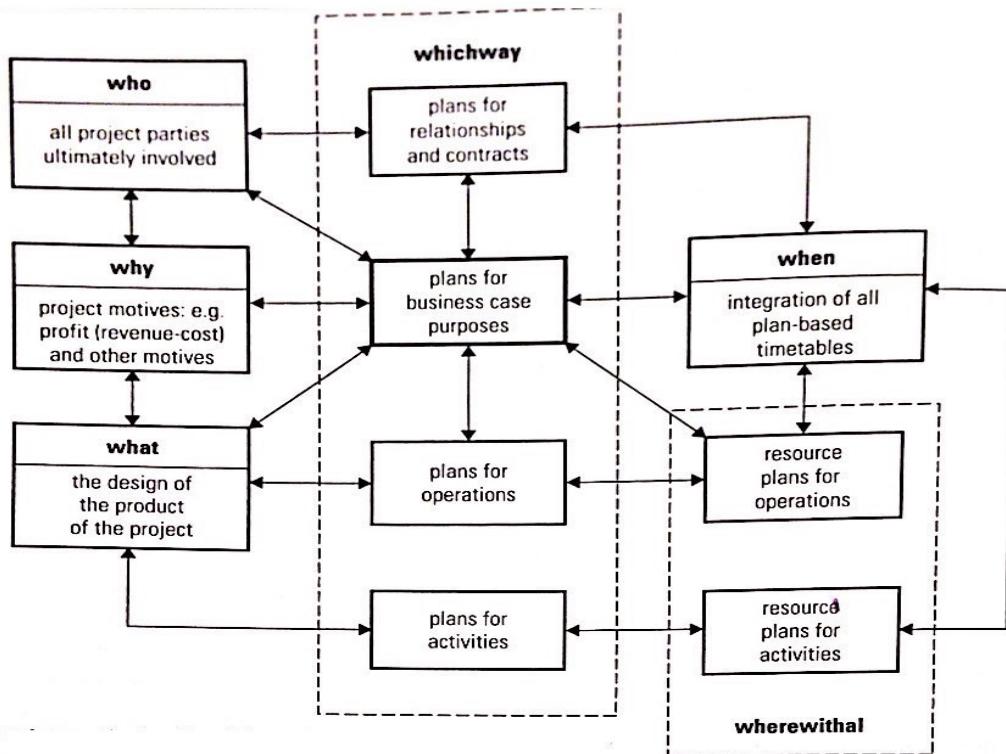 whichway
who
all project parties
ultimately involved
plans for
relationships
and contracts
why
project motives: e.g.
profit (revenue-cost)
and other motives
plans for
business case
purposes
when
integration of all
plan-based
timetables
what
the design of
the product
of the project
plans for
operations
resource
plans for
operations
plans for
activities
resource
plans for
activities
wherewithal